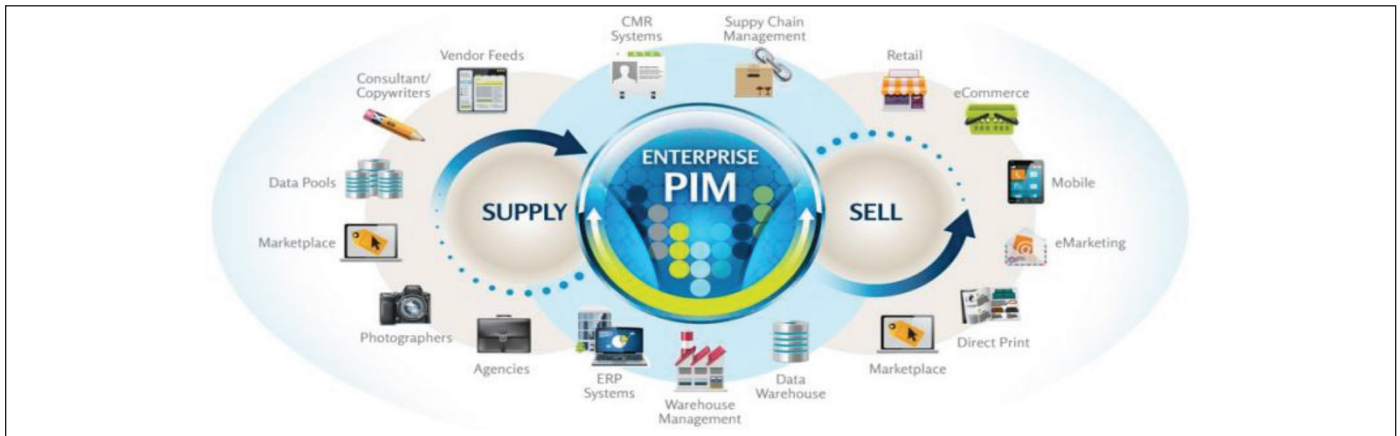 CMR
Systems
Suppy Chain
Management
Vendor Feeds
Retail
Consultant/
Copywriters
eCommerce
ENTERPRISE
PIM
Data Pools
Mobile
SUPPLY
SELL
Marketplace
eMarketing
Photographers
Direct Print
Agencies
ERP
Systems
Warehouse
Management
Data
Warehouse
Marketplace